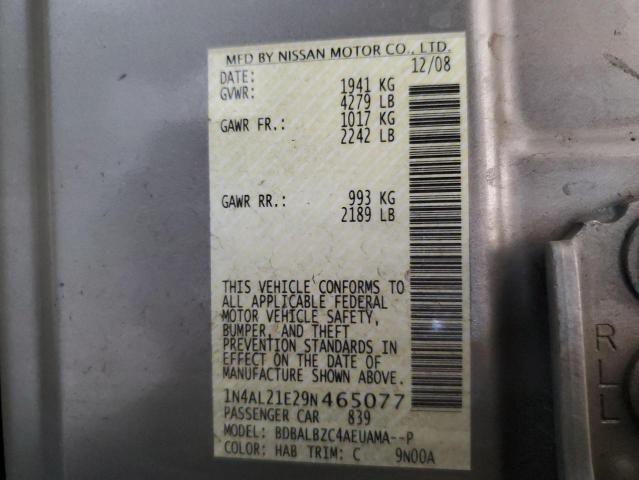 MFD BY NISSAN MOTOR CO., LTD.
DATE: 12/08
GVWR: 1941 KG
4279 LB
GAWR FR.: 1017 KG
2242 LB
GAWR RR.: 993 KG
2189 LB
THIS VEHICLE CONFORMS TO
ALL APPLICABLE FEDERAL
MOTOR VEHICLE SAFETY,
BUMPER, AND THEFT
PREVENTION STANDARDS IN
EFFECT ON THE DATE OF
MANUFACTURE SHOWN ABOVE.
1N4AL21E29N465077
PASSENGER CAR 839
MODEL: BDBALBZC4AEUAMA--P
COLOR: HAB TRIM: C 9N00A
RLL